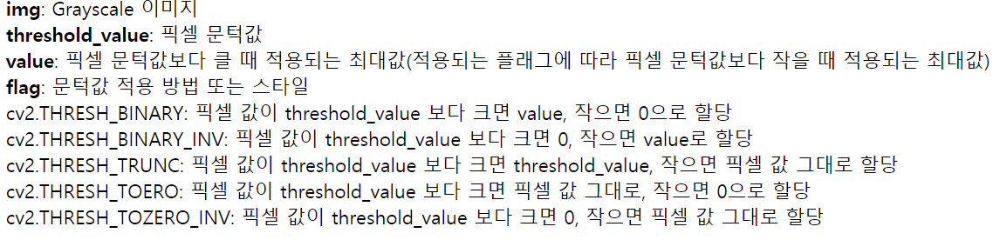 img: Grayscale 이미지
threshold_value: 픽셀 문턱값
value: 픽셀 문턱값보다 클 때 적용되는 최대값(적용되는 플래그에 따라 픽셀 문턱값보다 작을 때 적용되는 최대값)
flag: 문턱값 적용 방법 또는 스타일
cv2.THRESH_BINARY: 픽셀 값이 threshold_value 보다 크면 value, 작으면 0으로 할당
cv2.THRESH_BINARY_INV: 픽셀 값이 threshold_value 보다 크면 0, 작으면 value로 할당
cv2.THRESH_TRUNC: 픽셀 값이 threshold_value 보다 크면 threshold_value, 작으면 픽셀 값 그대로 할당
cv2.THRESH_TOERO: 픽셀 값이 threshold_value 보다 크면 픽셀 값 그대로, 작으면 0으로 할당
cv2.THRESH_TOZERO_INV: 픽셀 값이 threshold_value 보다 크면 0, 작으면 픽셀 값 그대로 할당